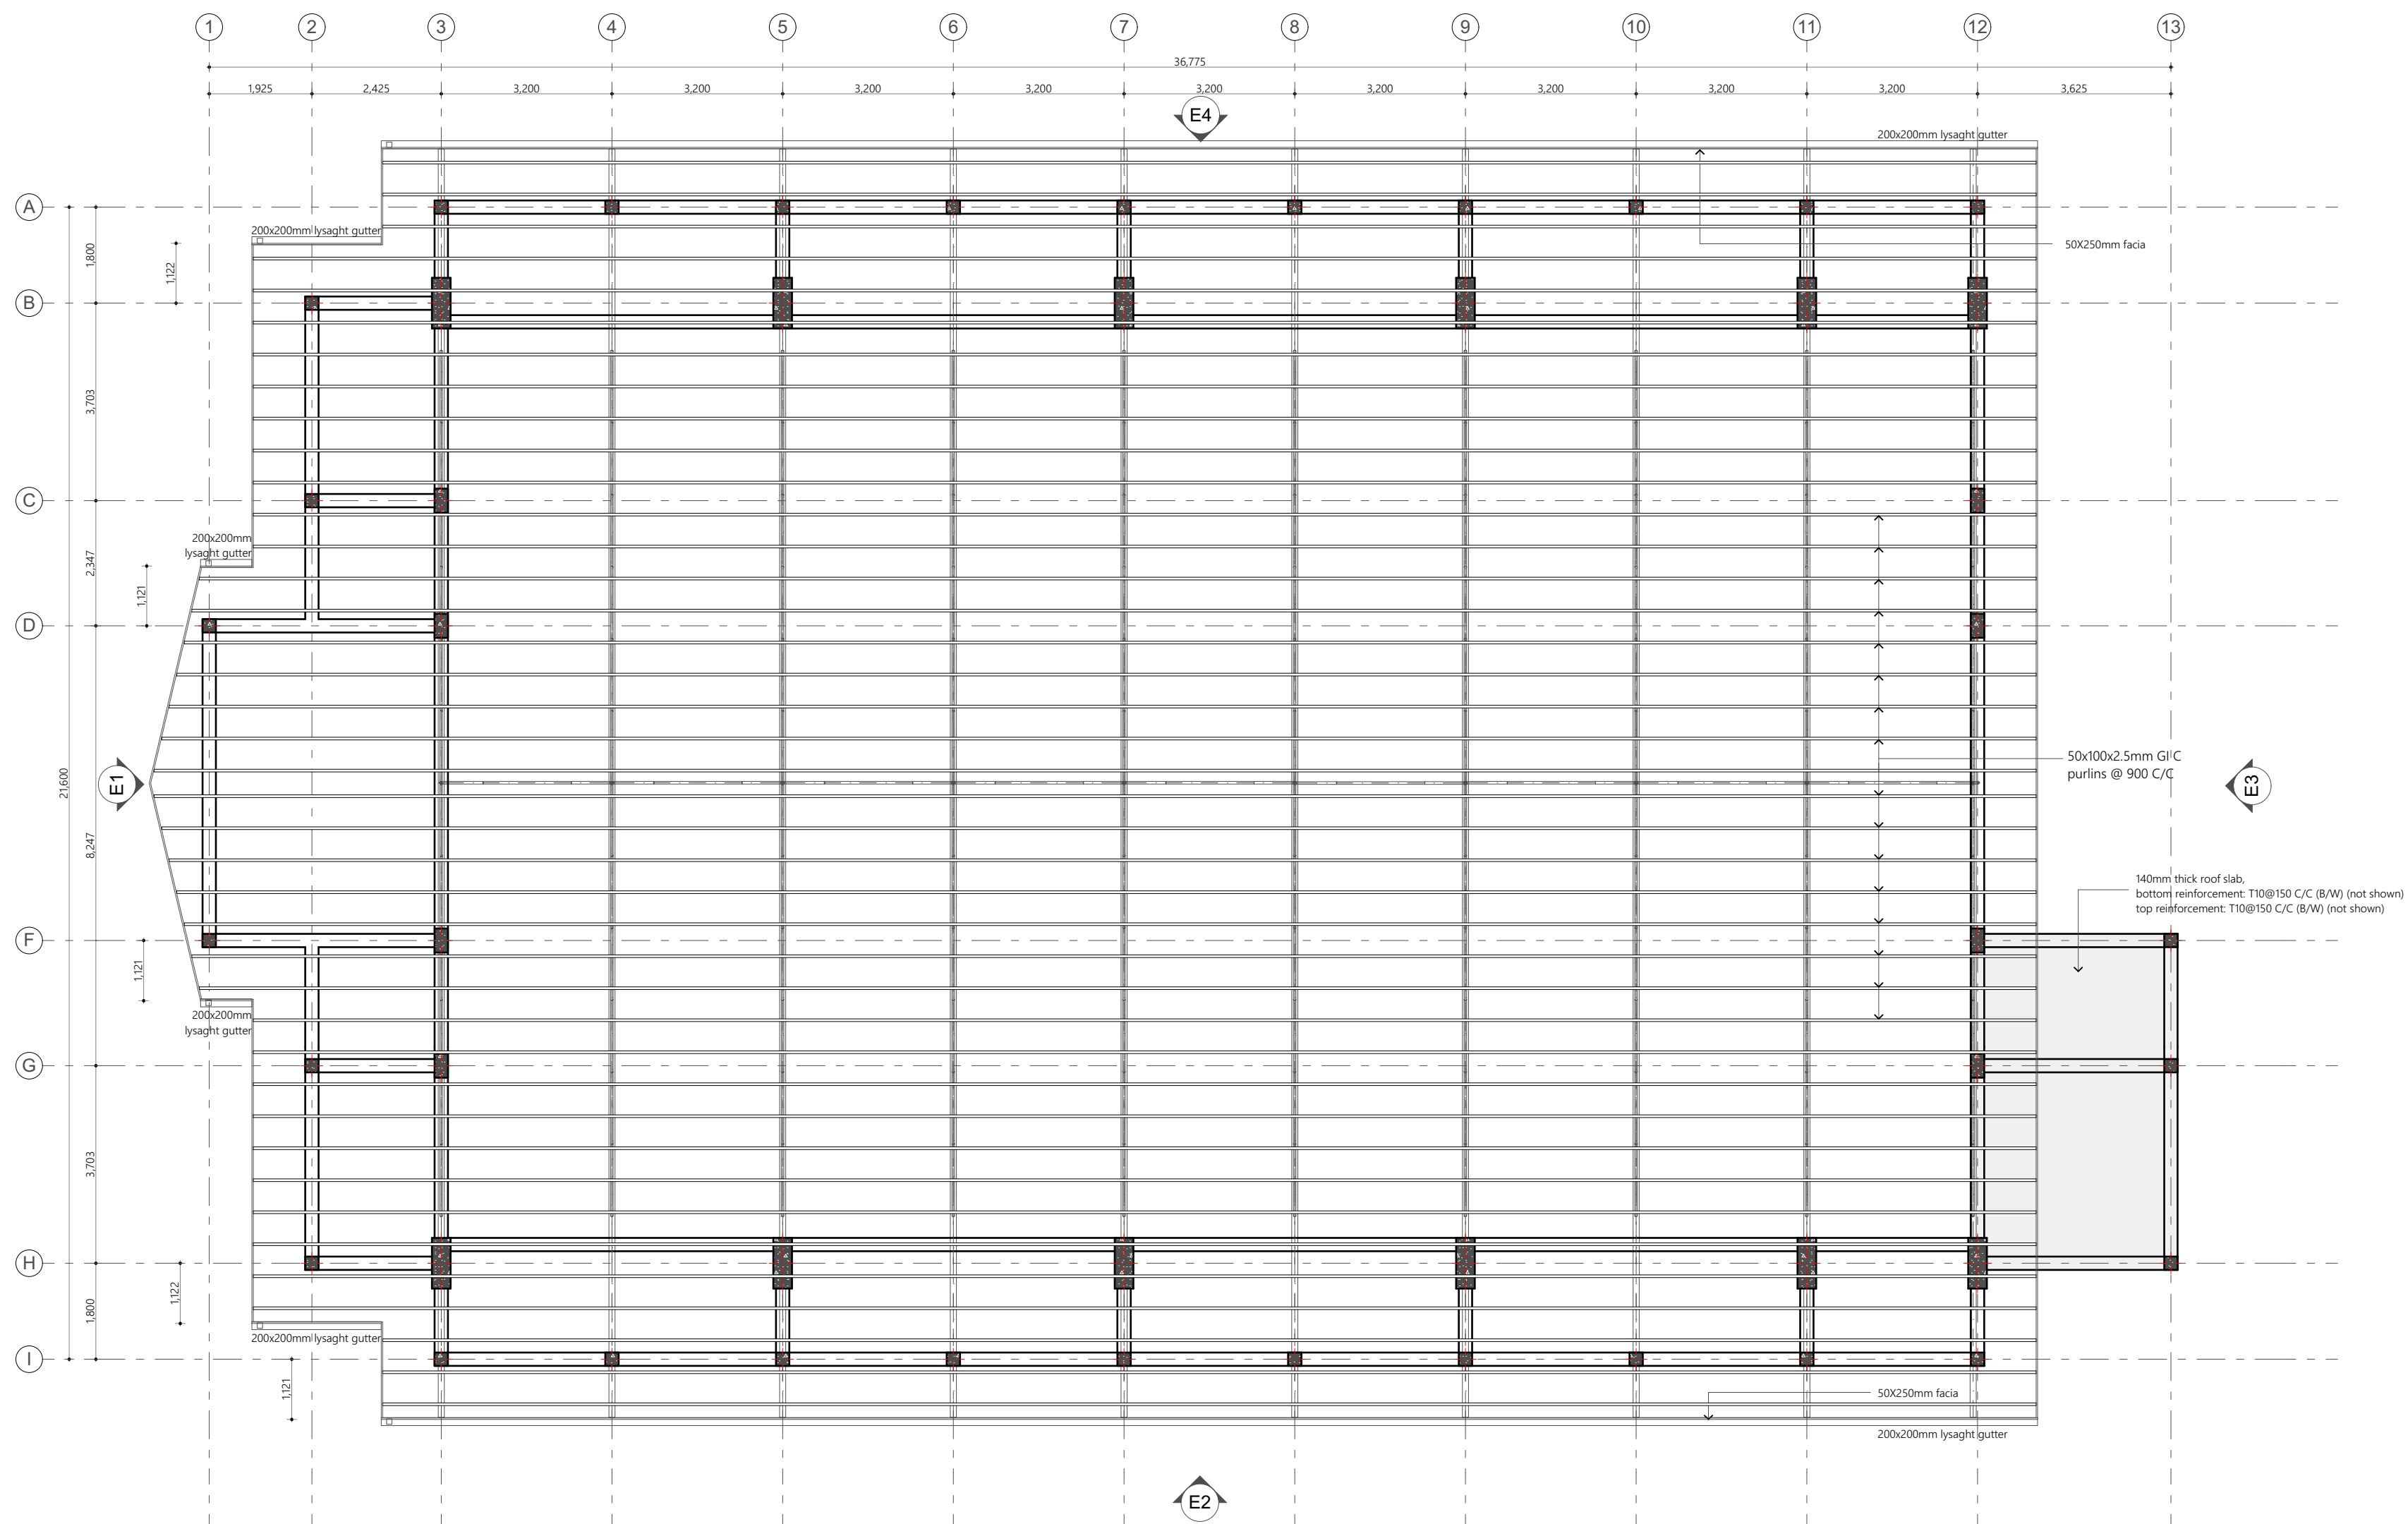 1 2 3 4 5 6 7 8 9 10 11 12 13
36,775
1,925 2,425 3,200 3,200 3,200 3,200 3,200 3,200 3,200 3,200 3,200 3,625
E4
200x200mm lysaght gutter
A
200x200mm lysaght gutter
50X250mm facia
1,800
1,122
B
3,703
C
200x200mm
lysaght gutter
2,347
1,121
D
50x100x2.5mm GI C
purlins @ 900 C/C
E1
21,600
E3
8,247
140mm thick roof slab,
bottom reinforcement: T10@150 C/C (B/W) (not shown)
top reinforcement: T10@150 C/C (B/W) (not shown)
F
1,121
200x200mm
lysaght gutter
G
3,703
H
1,122
1,800
200x200mm lysaght gutter
I
1,121
50X250mm facia
200x200mm lysaght gutter
E2